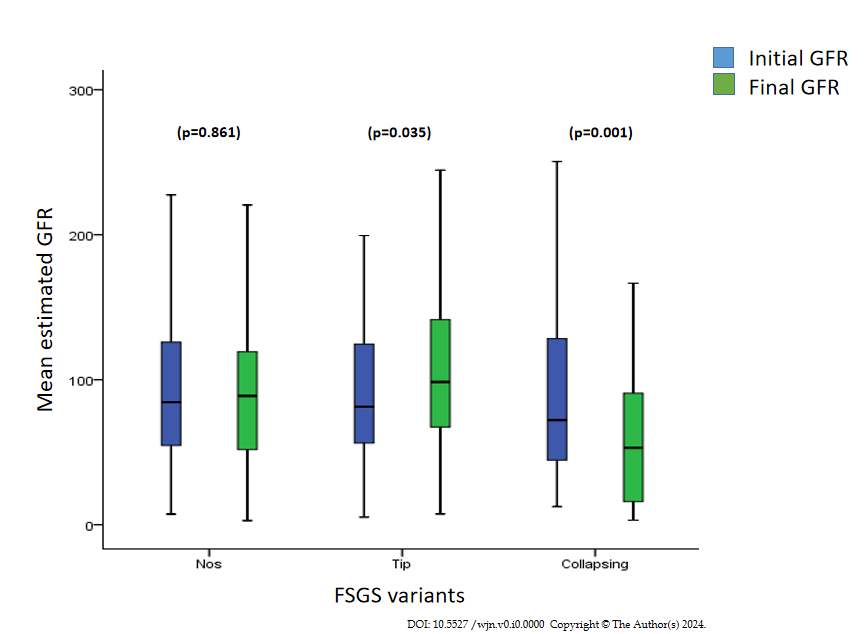 Initial GFR
Final GFR
300
(p=0.861) (p=0.035) (p=0.001)
200
Mean estimated GFR
100
0
Nos Tip Collapsing
FSGS variants
DOI: 10.5527 /wjn.v0.i0.0000 Copyright © The Author(s) 2024.